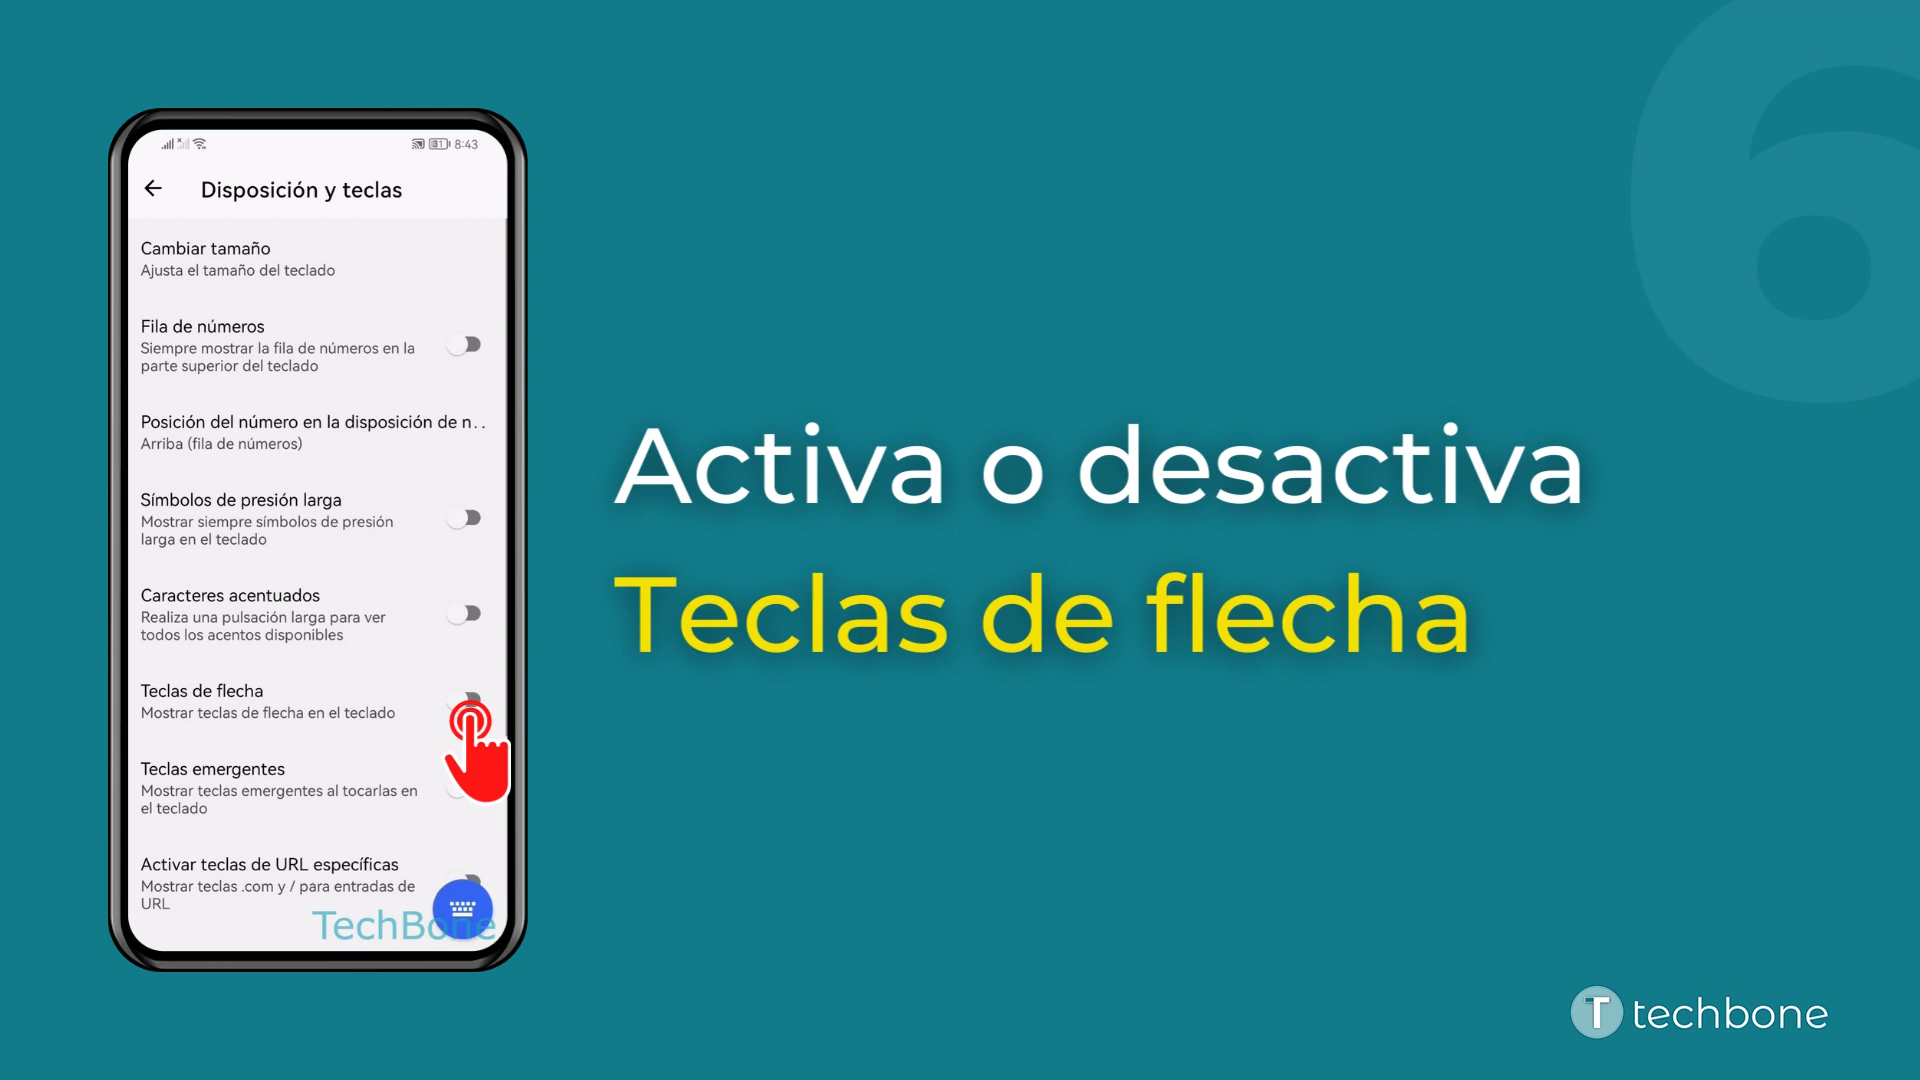 6
81 8:43
Disposición y teclas
Cambiar tamaño
Ajusta el tamaño del teclado
Fila de números
Siempre mostrar la fila de números en la
parte superior del teclado
Posición del número en la disposición de n..
Arriba (fila de números)
Símbolos de presión larga
Mostrar siempre símbolos de presión
larga en el teclado
Caracteres acentuados
Realiza una pulsación larga para ver
todos los acentos disponibles
Teclas de flecha
Mostrar teclas de flecha en el teclado
Teclas emergentes
Mostrar teclas emergentes al tocarlas en
el teclado
Activar teclas de URL específicas
Mostrar teclas .com y / para entradas de
URL
TechBone
Activa o desactiva
Teclas de flecha
T techbone